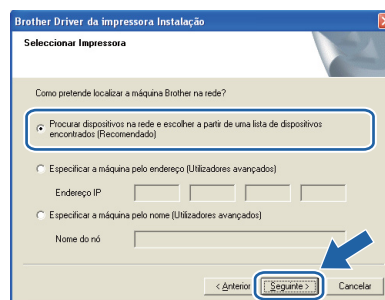 Brother Driver da impressora Instalação
Seleccionar Impressora
Como pretende localizar a máquina Brother na rede?
Procurar dispositivos na rede e escolher a partir de uma lista de dispositivos
encontrados (Recomendado)
Especificar a máquina pelo endereço (Utilizadores avançados)
Endereço IP
Especificar a máquina pelo nome (Utilizadores avançados)
Nome do nó
< Anterior Seguinte > Cancelar